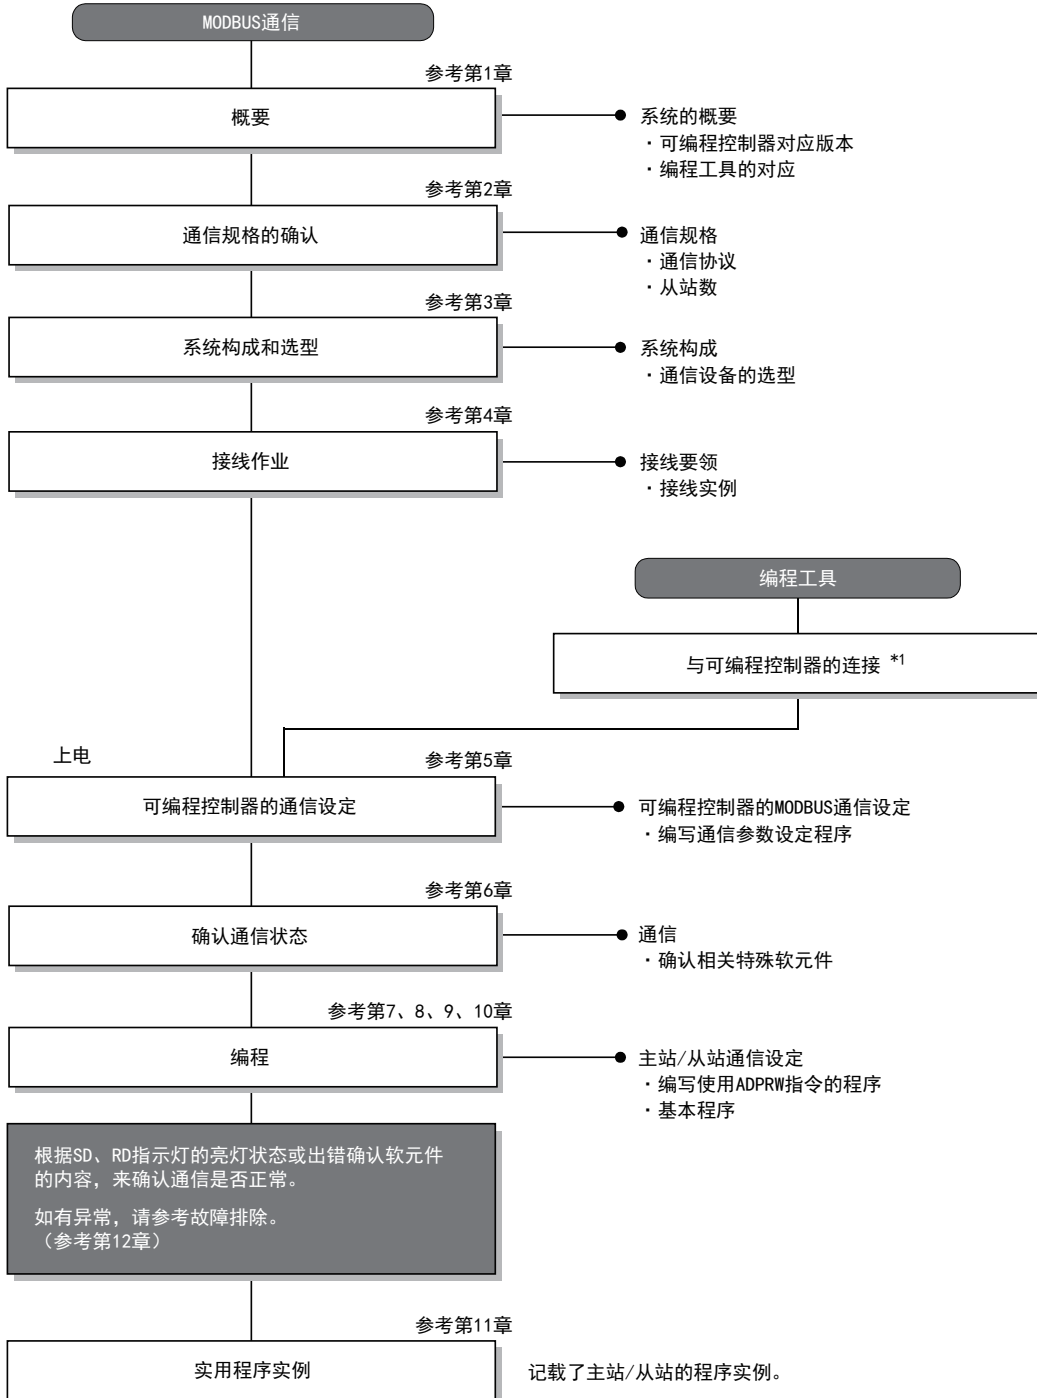 MODBUS通信
参考第1章
概要
系统的概要
・可编程控制器对应版本
・编程工具的对应
参考第2章
通信规格的确认
通信规格
・通信协议
・从站数
参考第3章
系统构成和选型
系统构成
・通信设备的选型
参考第4章
接线作业
接线要领
・接线实例
编程工具
与可编程控制器的连接 *1
上电
参考第5章
可编程控制器的通信设定
可编程控制器的MODBUS通信设定
・编写通信参数设定程序
参考第6章
确认通信状态
通信
・确认相关特殊软元件
参考第7、8、9、10章
编程
主站/从站通信设定
・编写使用ADPRW指令的程序
・基本程序
根据SD、RD指示灯的亮灯状态或出错确认软元件
的内容，来确认通信是否正常。
如有异常，请参考故障排除。
（参考第12章）
参考第11章
实用程序实例
记载了主站/从站的程序实例。